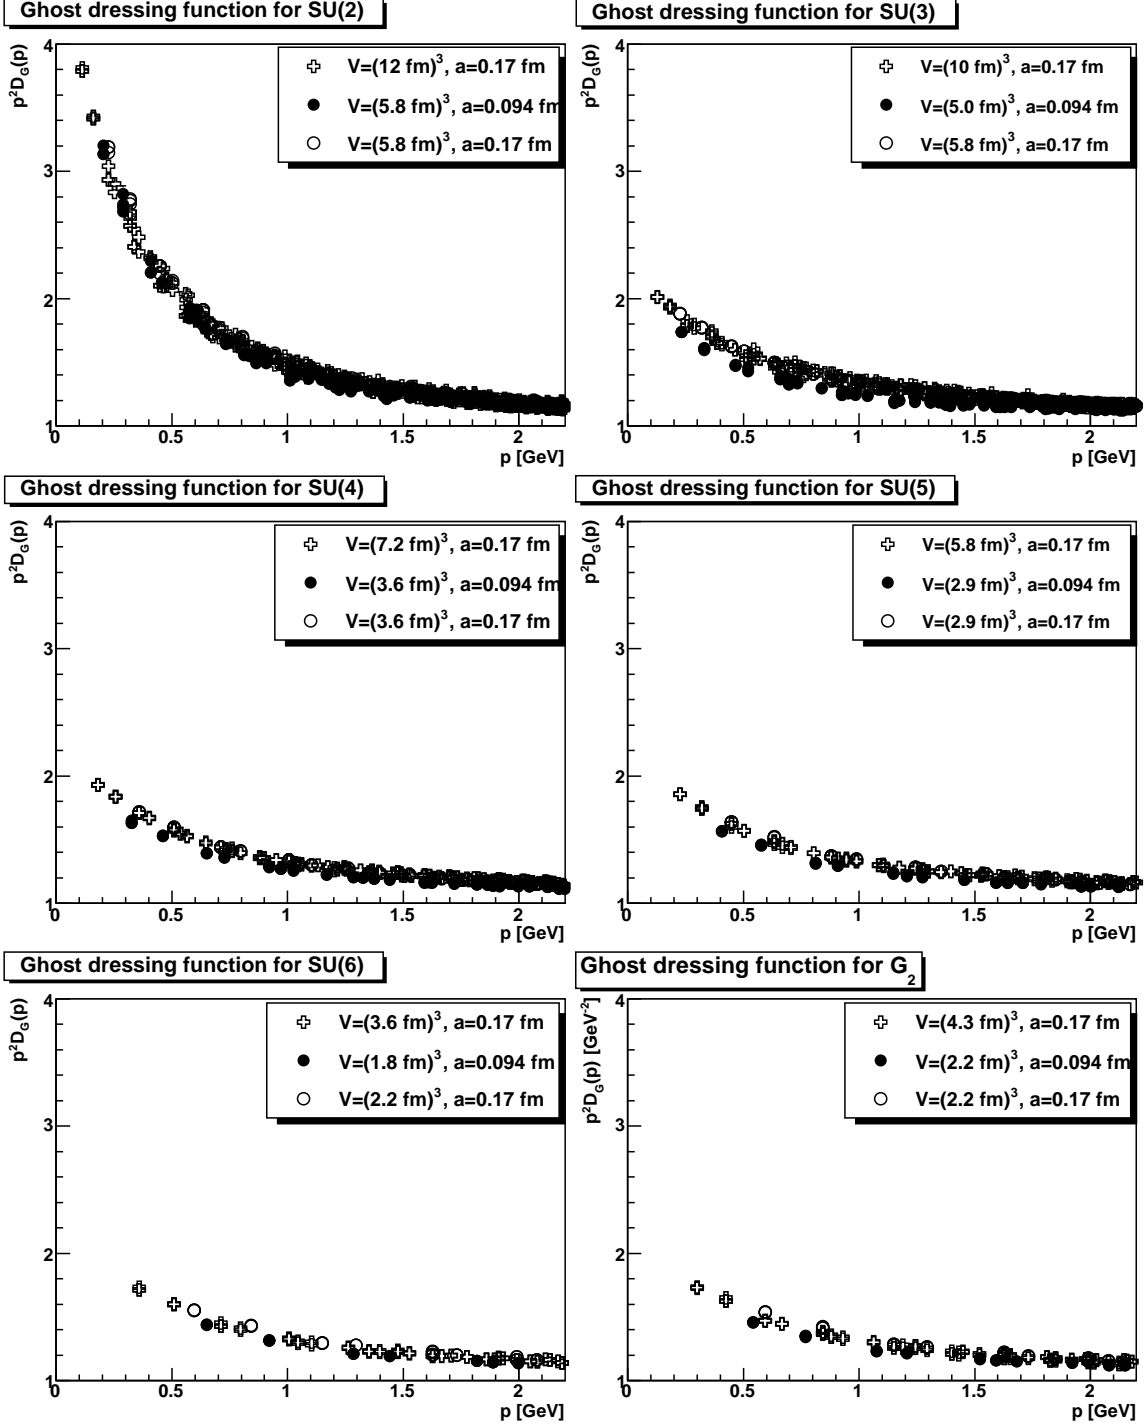 Ghost dressing function for SU(2)
p²D_G(p)
4
3
2
1
0
0.5
1
1.5
2
p [GeV]
V=(12 fm)³, a=0.17 fm
V=(5.8 fm)³, a=0.094 fm
V=(5.8 fm)³, a=0.17 fm
Ghost dressing function for SU(3)
p²D_G(p)
4
3
2
1
0
0.5
1
1.5
2
p [GeV]
V=(10 fm)³, a=0.17 fm
V=(5.0 fm)³, a=0.094 fm
V=(5.8 fm)³, a=0.17 fm
Ghost dressing function for SU(4)
p²D_G(p)
4
3
2
1
0
0.5
1
1.5
2
p [GeV]
V=(7.2 fm)³, a=0.17 fm
V=(3.6 fm)³, a=0.094 fm
V=(3.6 fm)³, a=0.17 fm
Ghost dressing function for SU(5)
p²D_G(p)
4
3
2
1
0
0.5
1
1.5
2
p [GeV]
V=(5.8 fm)³, a=0.17 fm
V=(2.9 fm)³, a=0.094 fm
V=(2.9 fm)³, a=0.17 fm
Ghost dressing function for SU(6)
p²D_G(p)
4
3
2
1
0
0.5
1
1.5
2
p [GeV]
V=(3.6 fm)³, a=0.17 fm
V=(1.8 fm)³, a=0.094 fm
V=(2.2 fm)³, a=0.17 fm
Ghost dressing function for G₂
p²D_G(p) [GeV⁻²]
4
3
2
1
0
0.5
1
1.5
2
p [GeV]
V=(4.3 fm)³, a=0.17 fm
V=(2.2 fm)³, a=0.094 fm
V=(2.2 fm)³, a=0.17 fm